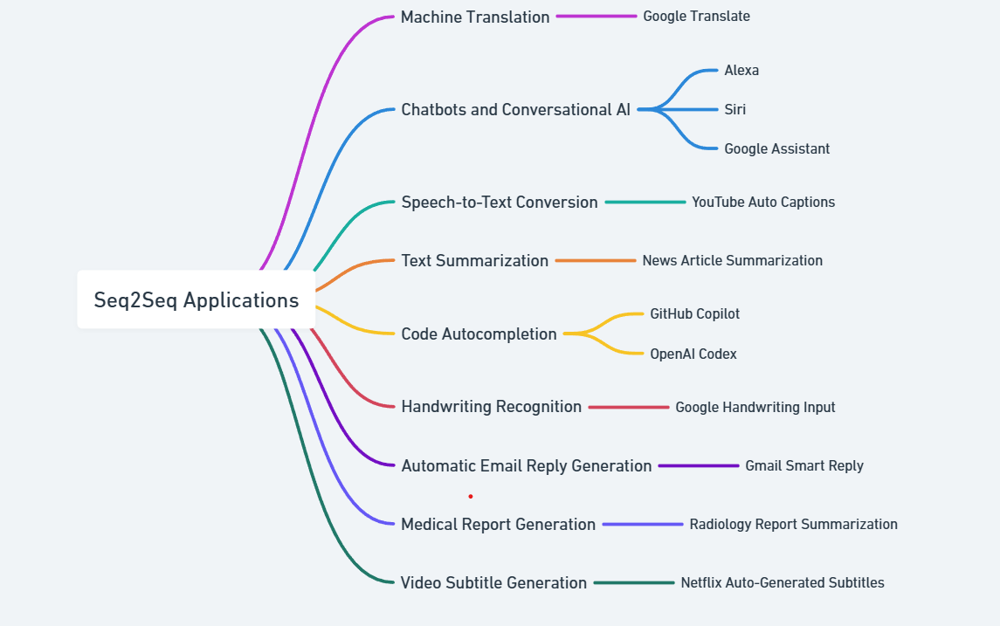 Seq2Seq Applications
Machine Translation
Google Translate
Chatbots and Conversational AI
Alexa
Siri
Google Assistant
Speech-to-Text Conversion
YouTube Auto Captions
Text Summarization
News Article Summarization
Code Autocompletion
GitHub Copilot
OpenAI Codex
Handwriting Recognition
Google Handwriting Input
Automatic Email Reply Generation
Gmail Smart Reply
Medical Report Generation
Radiology Report Summarization
Video Subtitle Generation
Netflix Auto-Generated Subtitles